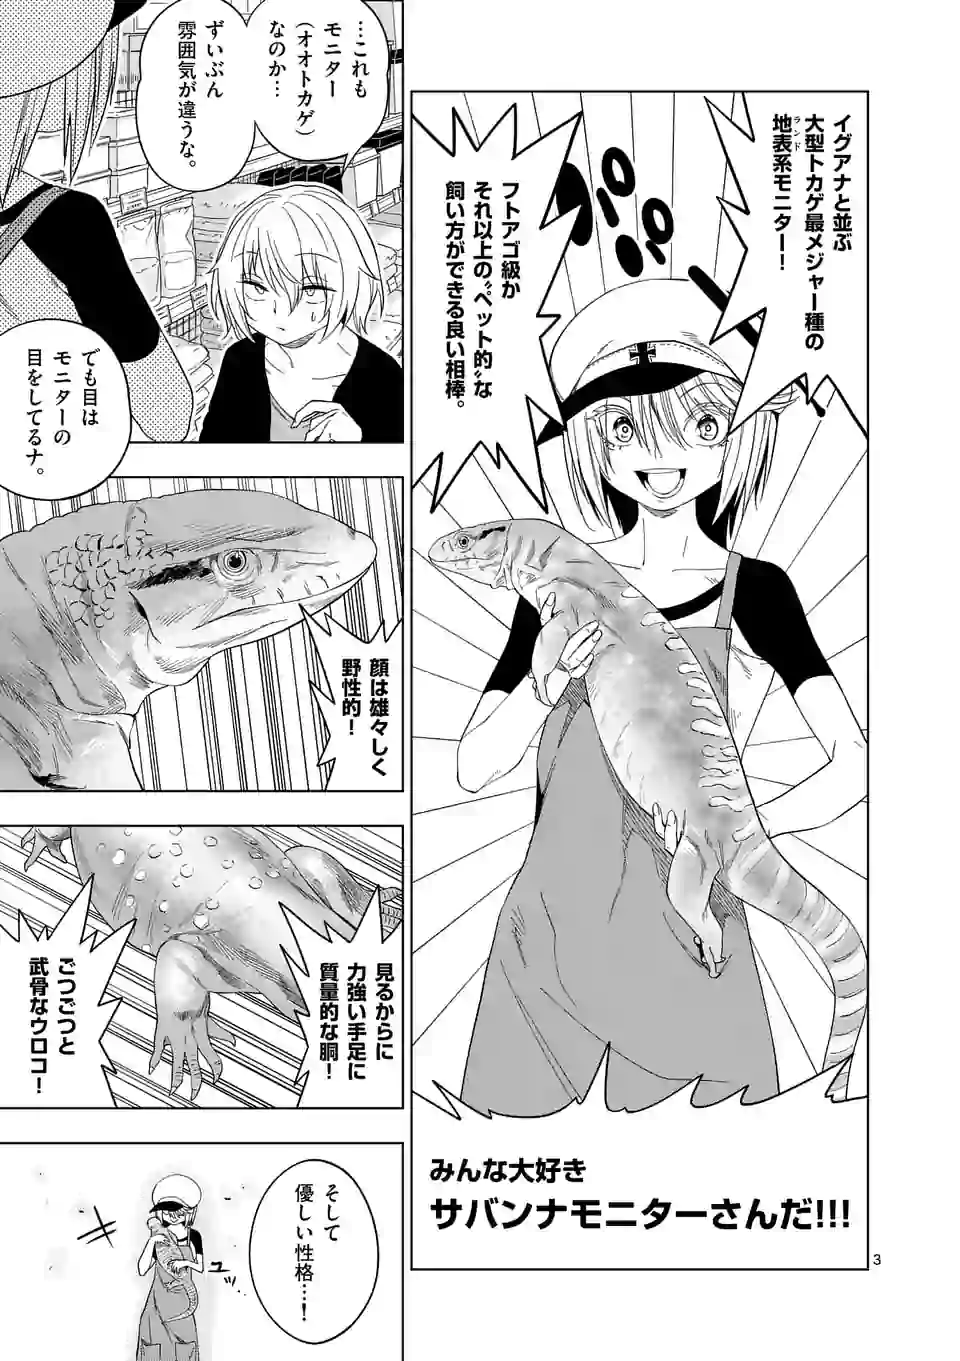 イグアナと並ぶ
大型トカゲ最メジャー種の
地表系モニター！
ランド
フトアゴ級か
それ以上の〝ペット的〟な
飼い方ができる良い相棒。
みんな大好き
サバンナモニターさんだ!!!
…これも
モニター
（オオトカゲ）
なのか…
ずいぶん
雰囲気が違うな。
でも目は
モニターの
目をしてるナ。
顔は雄々しく
野性的！
見るからに
力強い手足に
質量的な胴！
ごつごつと
武骨なウロコ！
そして
優しい性格…！
3